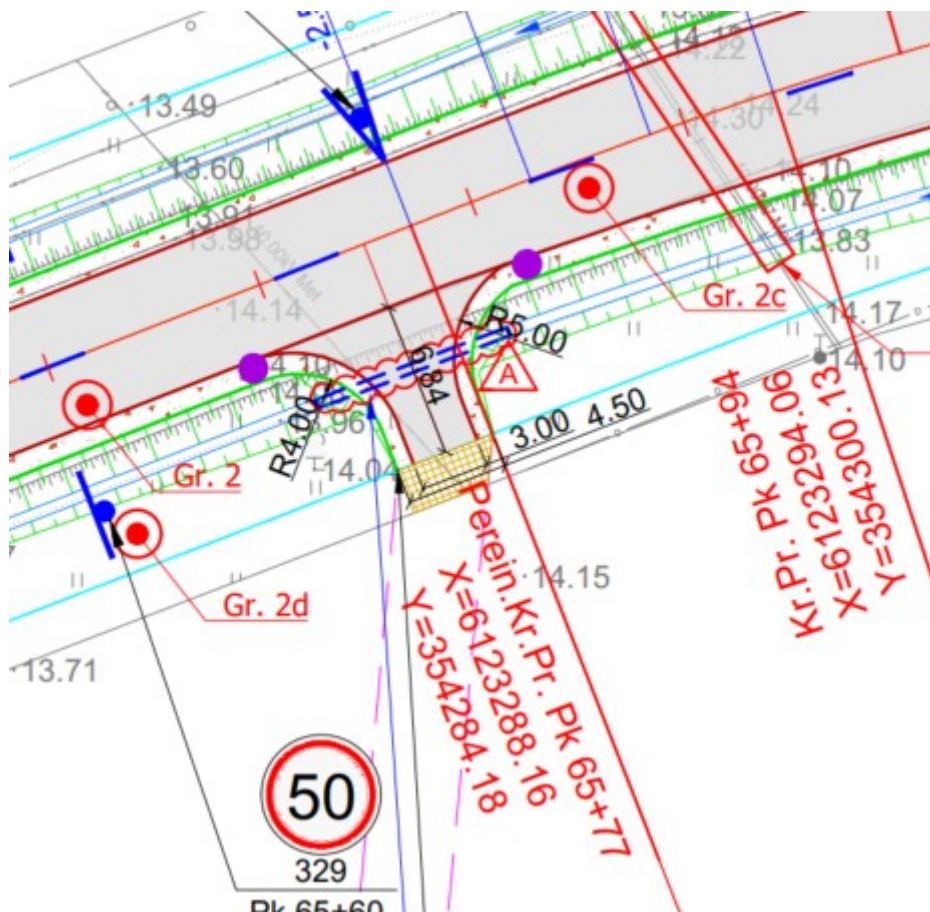 -2.5
14.22
13.49
14.24
14.30
13.60
14.10
13.91
14.07
13.98
13.83
Gr. 2c
14.17
14.14
R5.00
14.10
6.84
R4.00
3.00
4.50
14.04
Gr. 2
Kr.Pr. Pk 65+94
X=6123294.06
Y=354300.13
A
Perein.Kr.Pr. Pk 65+77
X=6123288.16
Y=354284.18
14.15
Gr. 2d
13.71
50
329
Pk 65+60